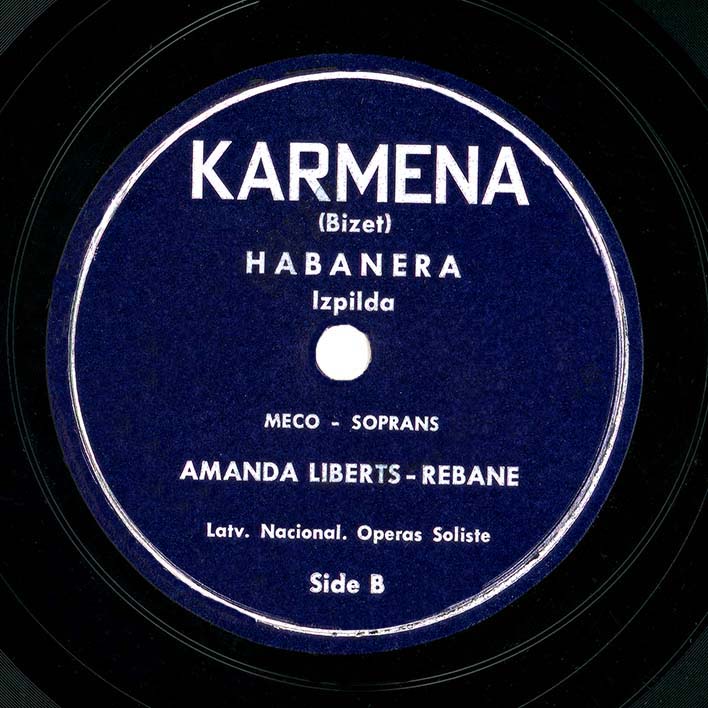 KARMENA
(Bizet)
HABANERA
Izpilda
MECO - SOPRANS
AMANDA LIBERTS - REBANE
Latv. Nacional. Operas Soliste
Side B